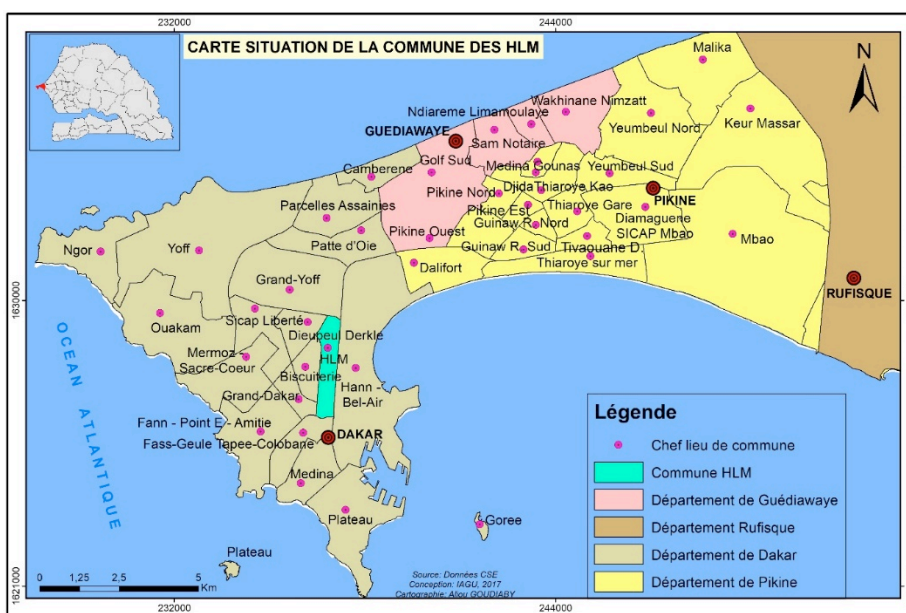 232000
244000
CARTE SITUATION DE LA COMMUNE DES HLM
N
Malika
Ndiareme Limamoulaye
Wakhinane Nimzatt
GUEDIAWAYE
Sam Notaire
Yeumbeul Nord
Keur Massar
Golf Sud
Medina Gounas
Yeumbeul Sud
Camberene
Pikine Nord
Djida
Thiaroye Kao
PIKINE
Parcelles Assainies
Pikine Est
Thiaroye Gare
Guinaw R. Nord
Diamaguene
SICAP Mbao
Ngor
Yoff
Patte d'Oie
Pikine Ouest
Guinaw R. Sud
Tivaouane D.
Mbao
Dalifort
Thiaroye sur mer
Grand-Yoff
RUFISQUE
1630000
Ouakam
Sicap Liberté
Dieupeul Derkle
Mermoz -
Sacre-Coeur
HLM
Biscuiterie
Hann -
Bel-Air
Grand-Dakar
OCEAN ATLANTIQUE
Fann - Point E - Amitie
Fass-Geule Tapee-Colobane
DAKAR
Medina
Plateau
Goree
Plateau
Légende
Chef lieu de commune
Commune HLM
Département de Guédiawaye
Département Rufisque
Département de Dakar
Département de Pikine
0 1,25 2,5 5
Km
Source: Données CSE
Conception: IAGU, 2017
Cartographie: Aliou GOUDIABY
1621000
232000
244000